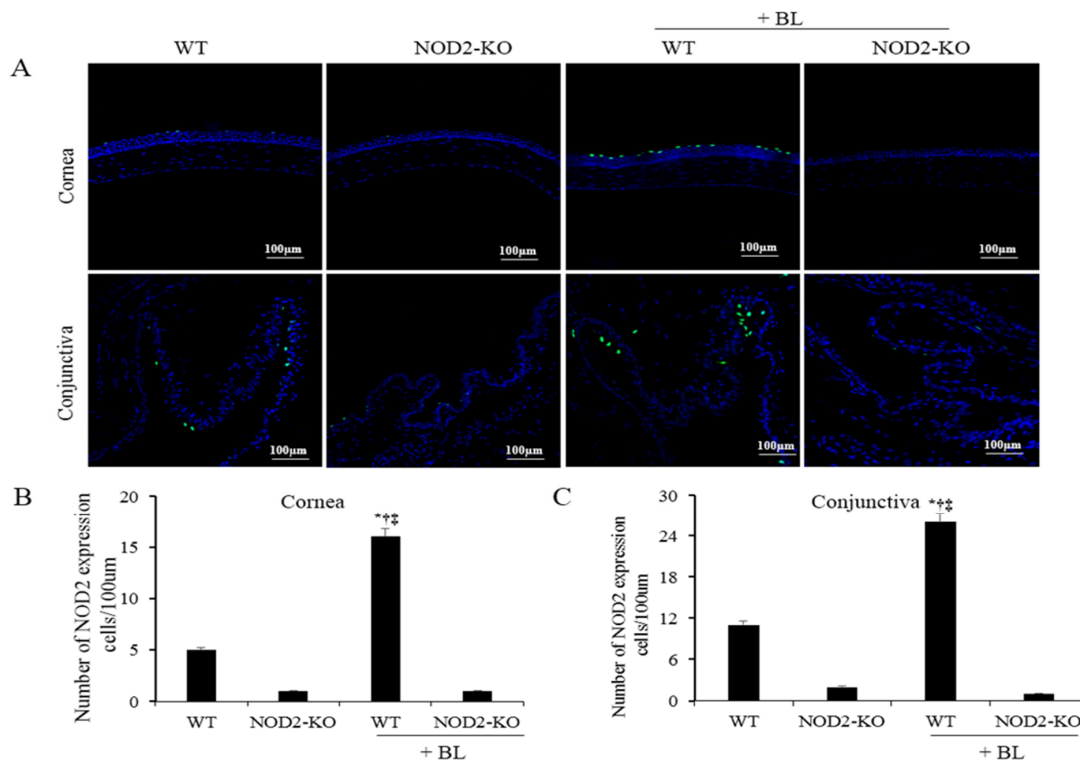 + BL
WT NOD2-KO WT NOD2-KO
A
Cornea
100µm 100µm 100µm 100µm
Conjunctiva
100µm 100µm 100µm 100µm
B
Cornea
Number of NOD2 expression
cells/100um
20
15
10
5
0
*†‡
WT NOD2-KO WT NOD2-KO
+ BL
C
Conjunctiva
Number of NOD2 expression
cells/100um
30
26
18
12
6
0
*†‡
WT NOD2-KO WT NOD2-KO
+ BL